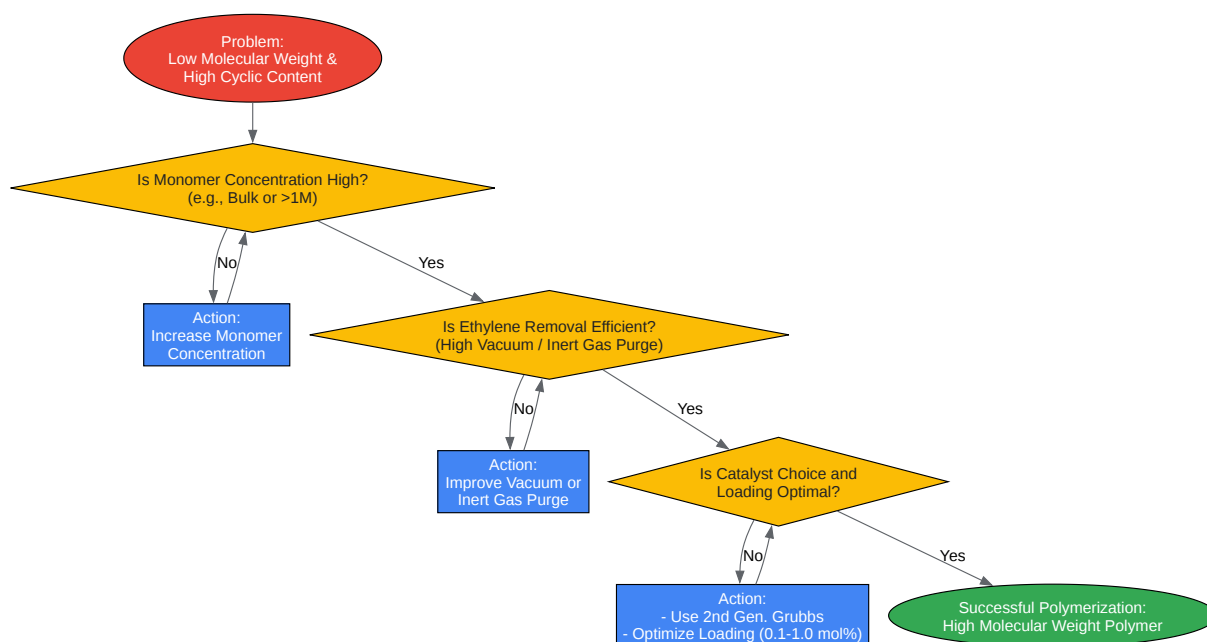 Problem:
Low Molecular Weight &
High Cyclic Content
Is Monomer Concentration High?
(e.g., Bulk or >1M)
No
Yes
Action:
Increase Monomer
Concentration
Is Ethylene Removal Efficient?
(High Vacuum / Inert Gas Purge)
No
Yes
Action:
Improve Vacuum or
Inert Gas Purge
Is Catalyst Choice and
Loading Optimal?
No
Yes
Action:
- Use 2nd Gen. Grubbs
- Optimize Loading (0.1-1.0 mol%)
Successful Polymerization:
High Molecular Weight Polymer